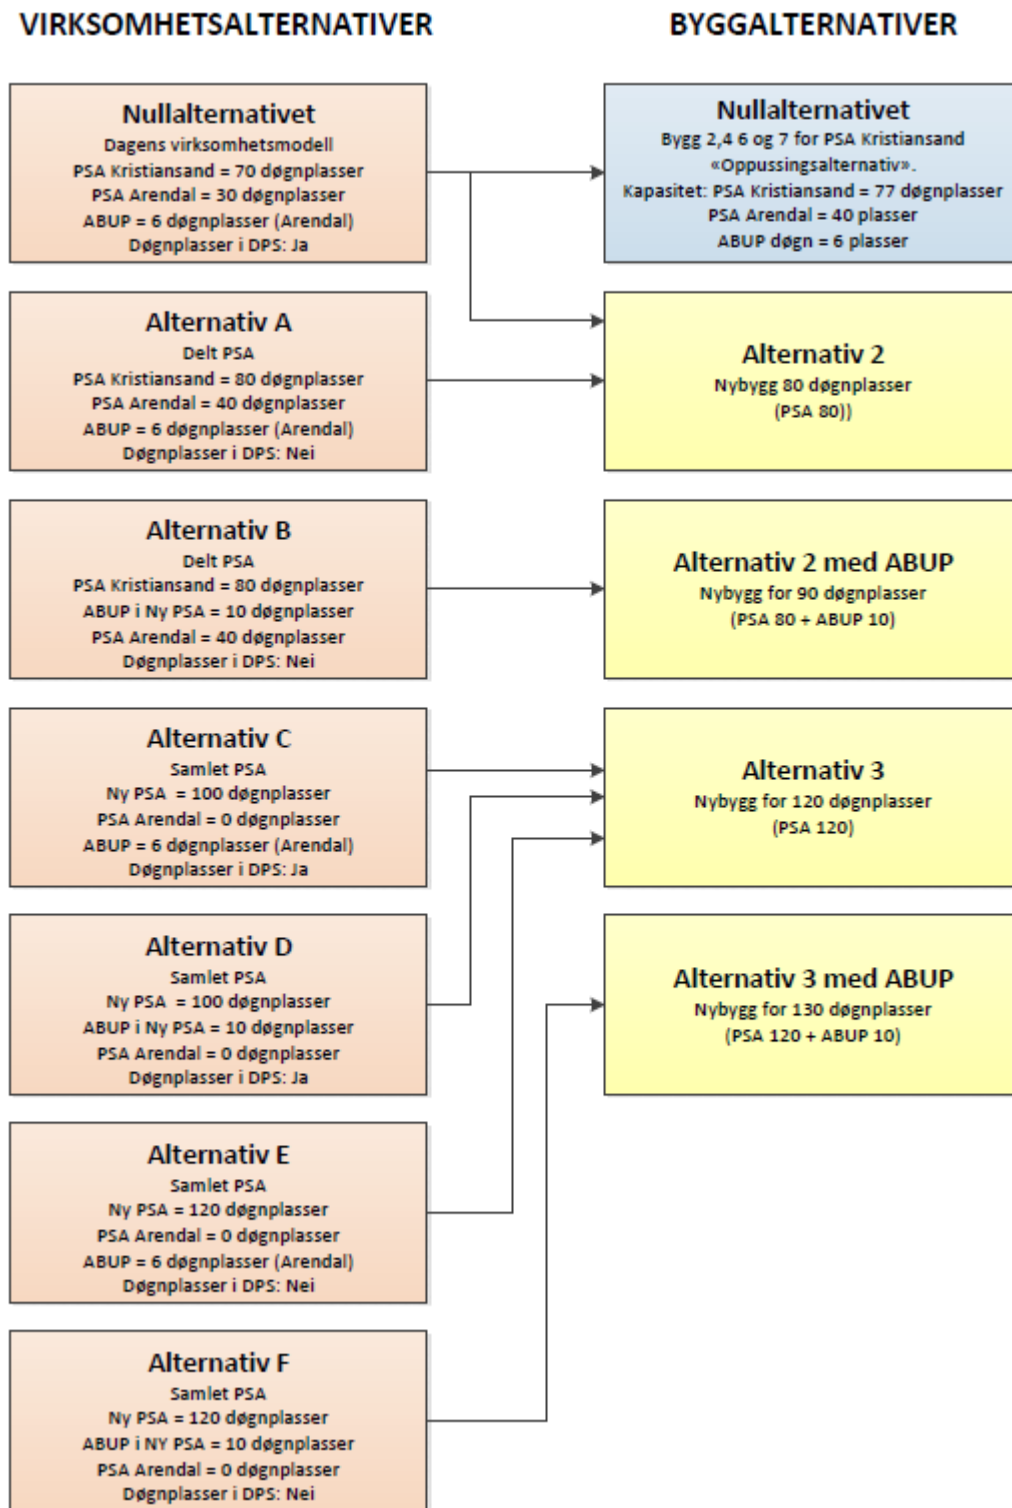 VIRKSOMHETSALTERNATIVER
Nullalternativet
Dagens virksomhetsmodell
PSA Kristiansand = 70 døgnplasser
PSA Arendal = 30 døgnplasser
ABUP = 6 døgnplasser (Arendal)
Døgnplasser i DPS: Ja
Alternativ A
Delt PSA
PSA Kristiansand = 80 døgnplasser
PSA Arendal = 40 døgnplasser
ABUP = 6 døgnplasser (Arendal)
Døgnplasser i DPS: Nei
Alternativ B
Delt PSA
PSA Kristiansand = 80 døgnplasser
ABUP i Ny PSA = 10 døgnplasser
PSA Arendal = 40 døgnplasser
Døgnplasser i DPS: Nei
Alternativ C
Samlet PSA
Ny PSA = 100 døgnplasser
PSA Arendal = 0 døgnplasser
ABUP = 6 døgnplasser (Arendal)
Døgnplasser i DPS: Ja
Alternativ D
Samlet PSA
Ny PSA = 100 døgnplasser
ABUP i Ny PSA = 10 døgnplasser
PSA Arendal = 0 døgnplasser
Døgnplasser i DPS: Ja
Alternativ E
Samlet PSA
Ny PSA = 120 døgnplasser
PSA Arendal = 0 døgnplasser
ABUP = 6 døgnplasser (Arendal)
Døgnplasser i DPS: Nei
Alternativ F
Samlet PSA
Ny PSA = 120 døgnplasser
ABUP i NY PSA = 10 døgnplasser
PSA Arendal = 0 døgnplasser
Døgnplasser i DPS: Nei
BYGGALTERNATIVER
Nullalternativet
Bygg 2,4 6 og 7 for PSA Kristiansand
«Oppussingsalternativ».
Kapasitet: PSA Kristiansand = 77 døgnplasser
PSA Arendal = 40 plasser
ABUP døgn = 6 plasser
Alternativ 2
Nybygg 80 døgnplasser
(PSA 80))
Alternativ 2 med ABUP
Nybygg for 90 døgnplasser
(PSA 80 + ABUP 10)
Alternativ 3
Nybygg for 120 døgnplasser
(PSA 120)
Alternativ 3 med ABUP
Nybygg for 130 døgnplasser
(PSA 120 + ABUP 10)